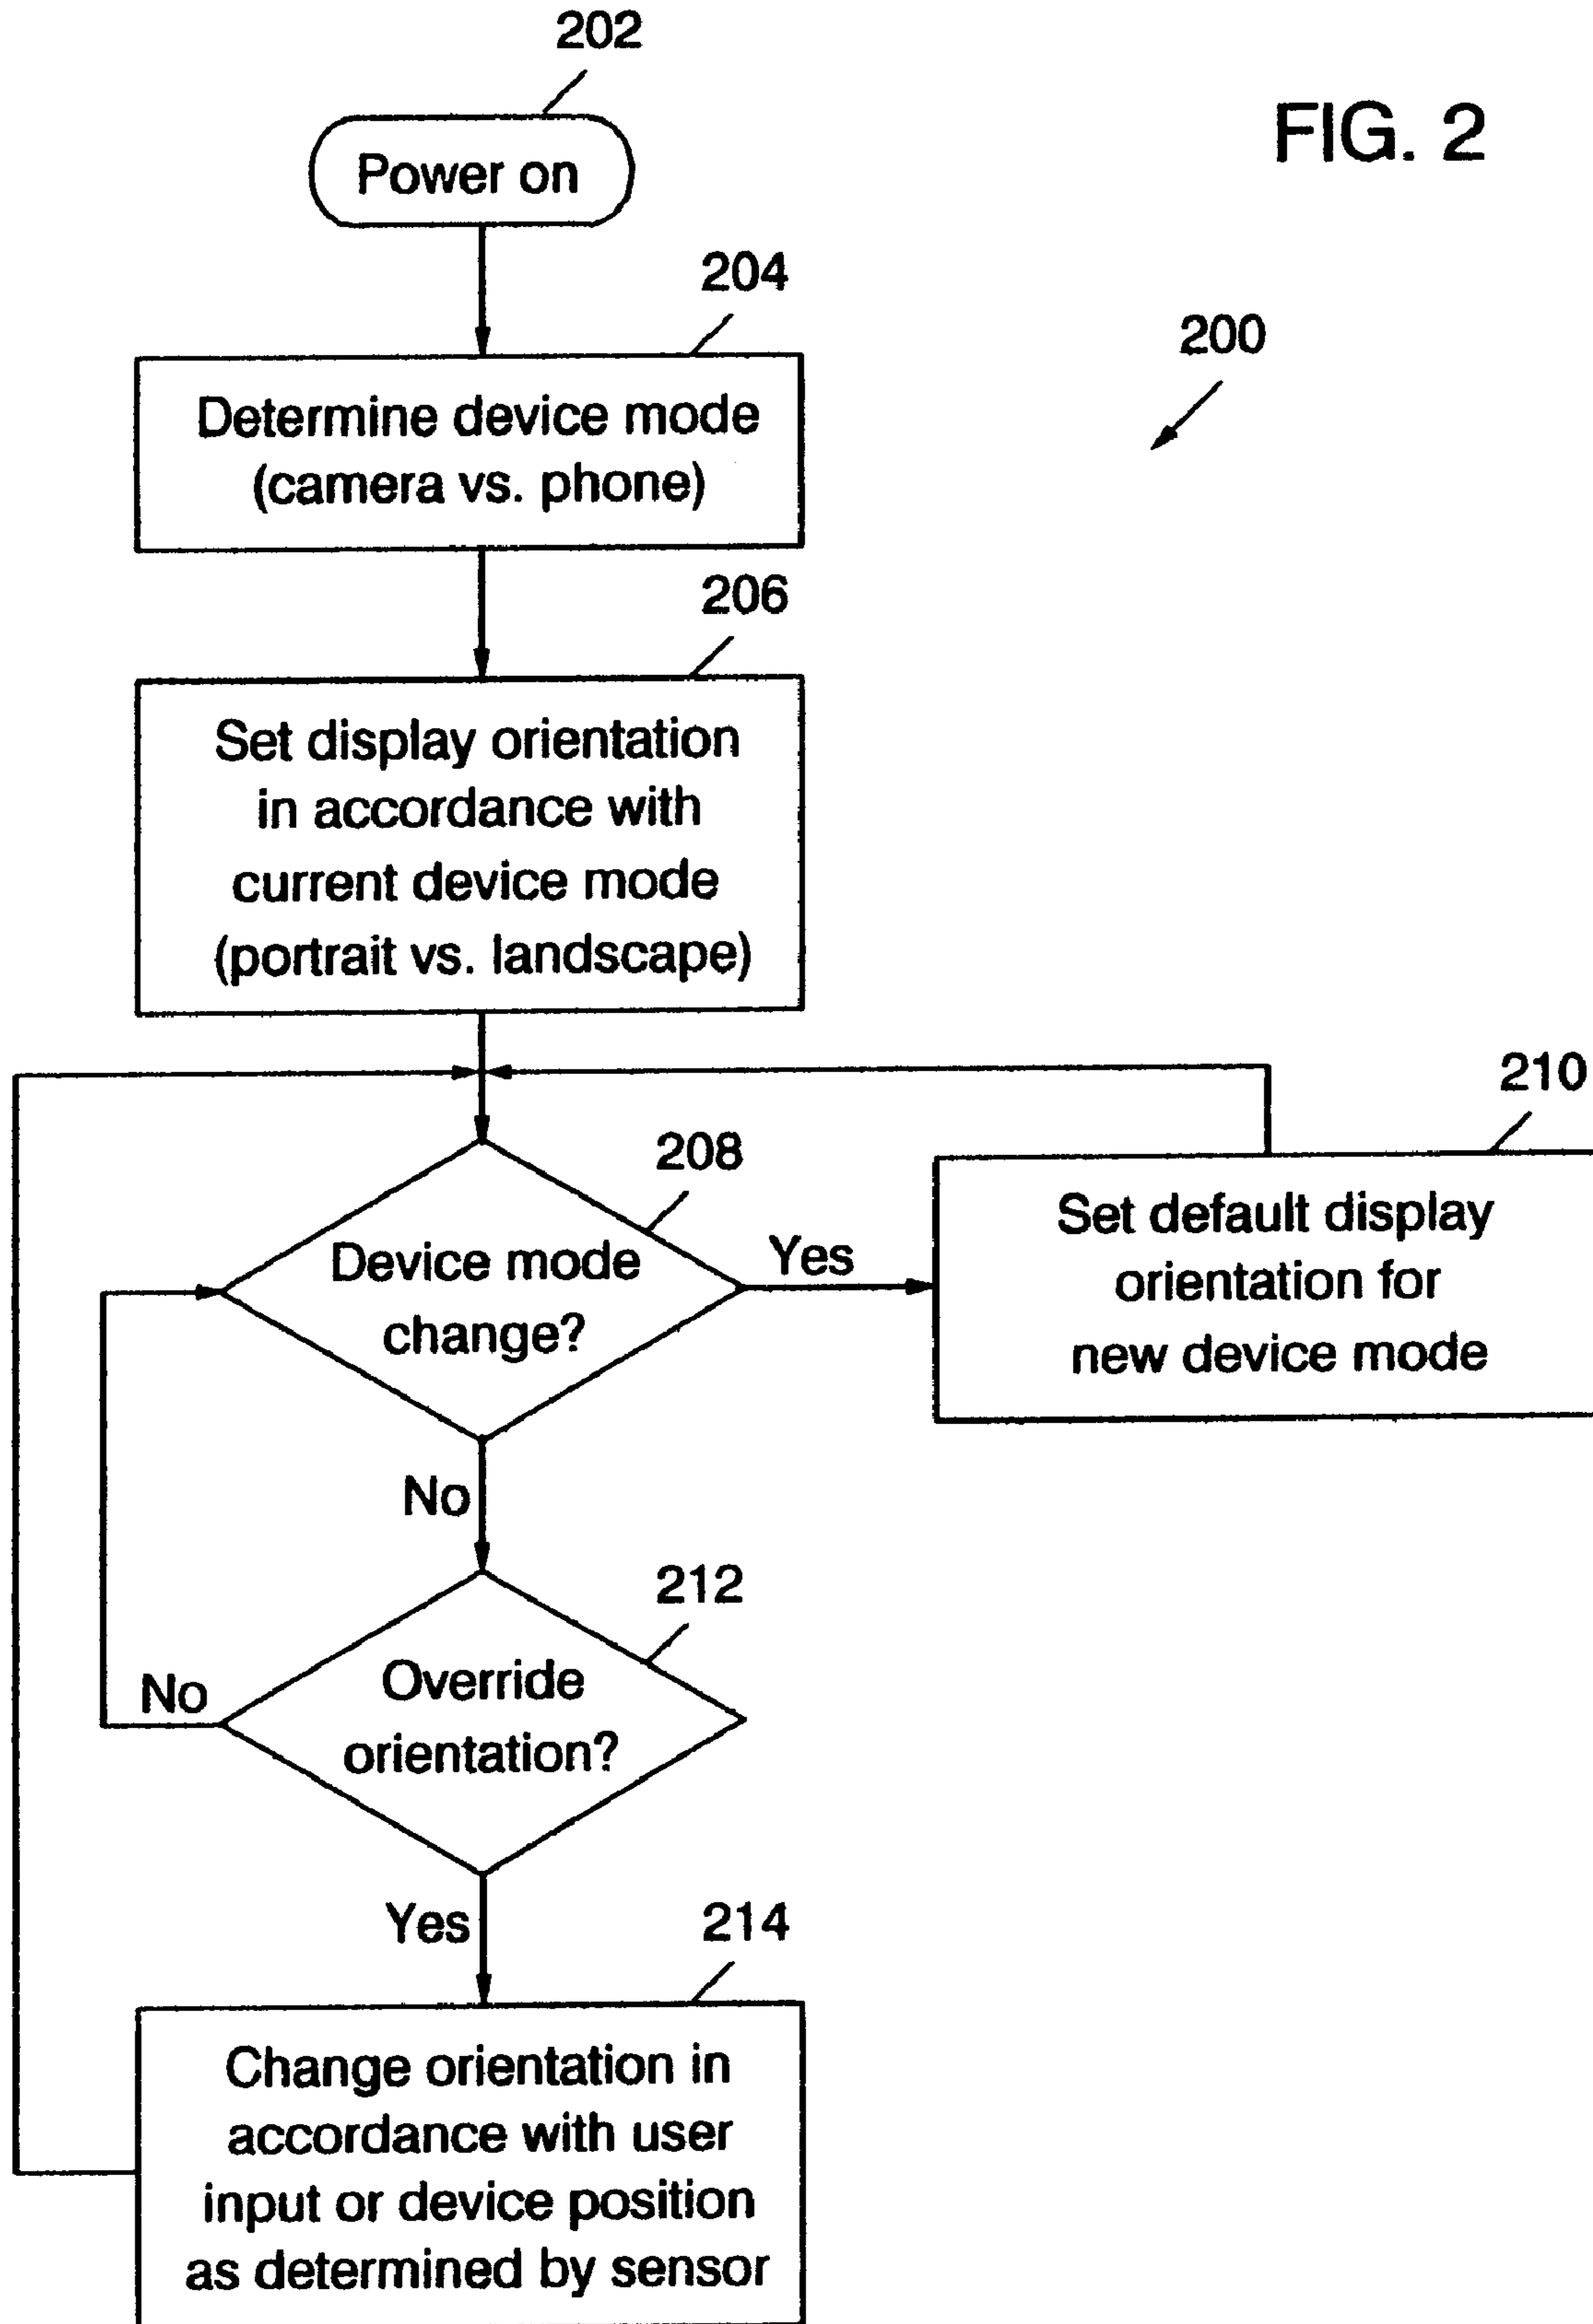 202
FIG. 2
Power on
204
200
Determine device mode
(camera vs. phone)
206
Set display orientation
in accordance with
current device mode
(portrait vs. landscape)
210
208
Device mode
change?
Yes
Set default display
orientation for
new device mode
No
212
Override
orientation?
No
Yes
214
Change orientation in
accordance with user
input or device position
as determined by sensor